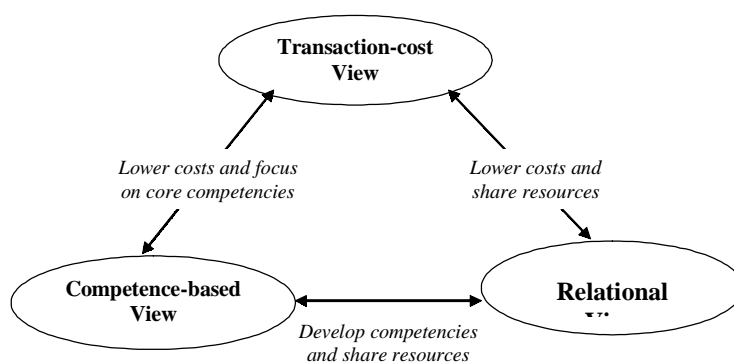 Transaction-cost
View
Lower costs and focus
on core competencies
Lower costs and
share resources
Competence-based
View
Relational
Develop competencies
and share resources